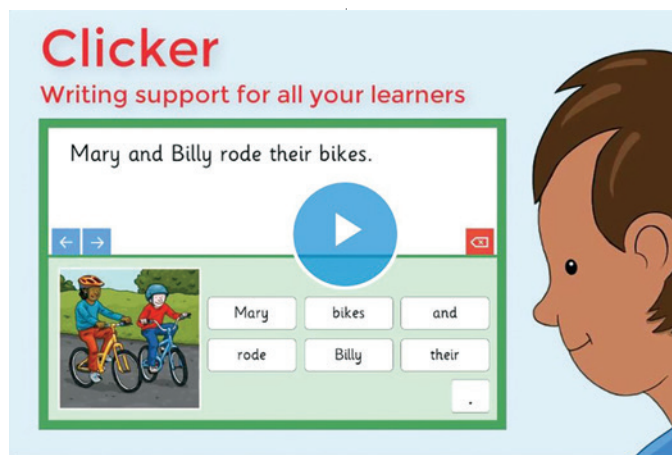 Clicker
Writing support for all your learners
Mary and Billy rode their bikes.
Mary bikes and
rode Billy their
.